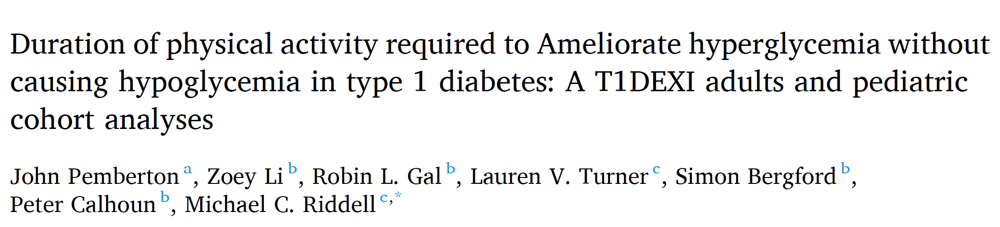 Duration of physical activity required to Ameliorate hyperglycemia without
causing hypoglycemia in type 1 diabetes: A T1DEXI adults and pediatric
cohort analyses
John Pemberton a, Zoey Li b, Robin L. Gal b, Lauren V. Turner c, Simon Bergford b,
Peter Calhoun b, Michael C. Riddell c,*